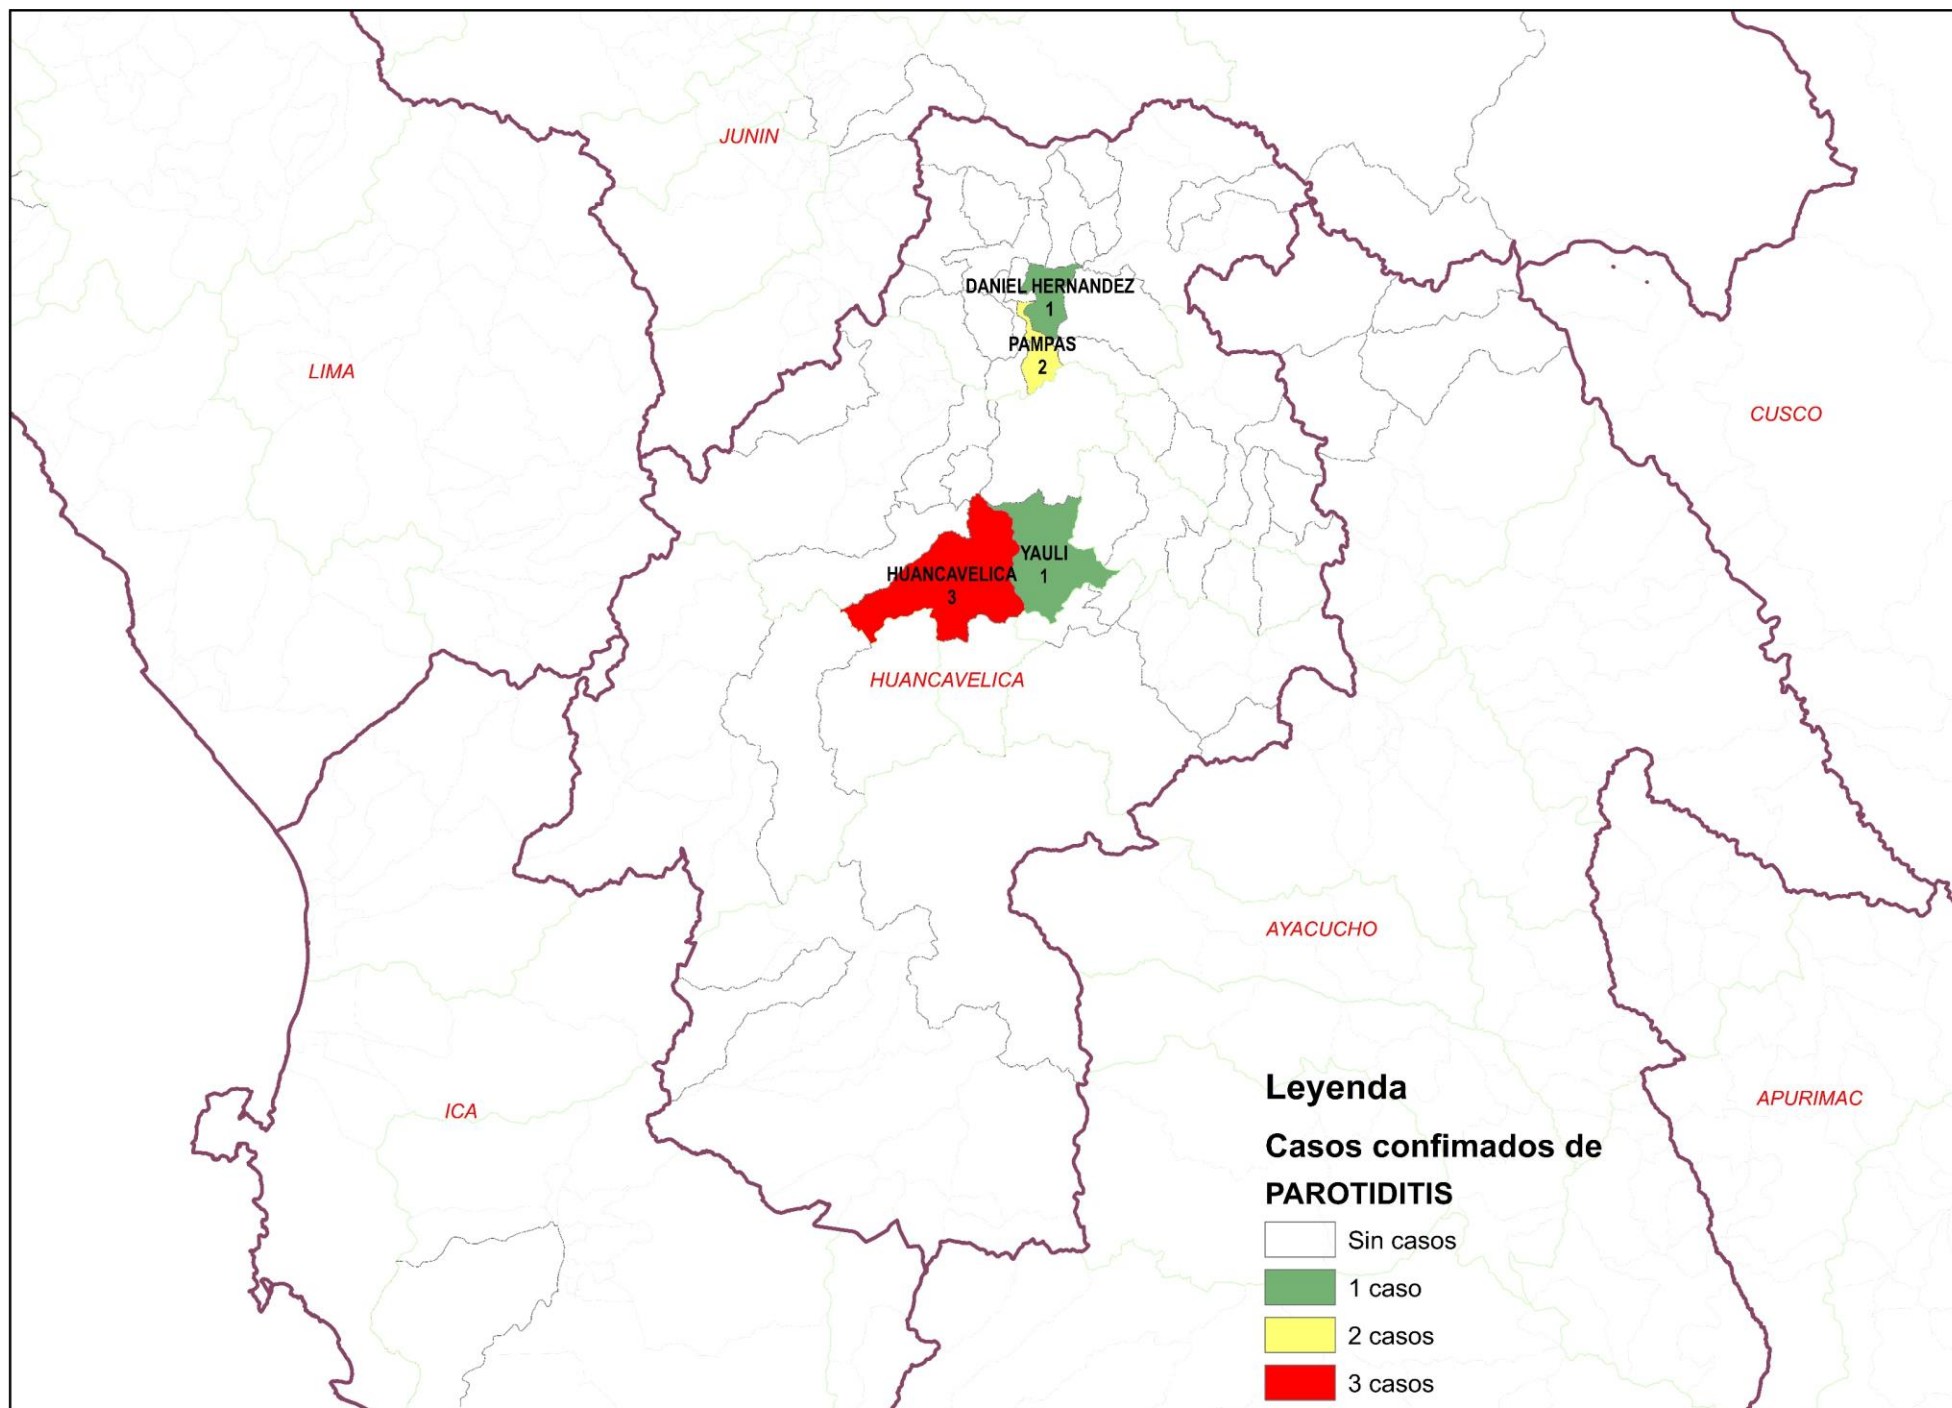 JUNIN
DANIEL HERNANDEZ
1
PAMPAS
2
LIMA
CUSCO
YAULI
1
HUANCAVELICA
3
HUANCAVELICA
AYACUCHO
ICA
APURIMAC
Leyenda
Casos confimados de
PAROTIDITIS
Sin casos
1 caso
2 casos
3 casos